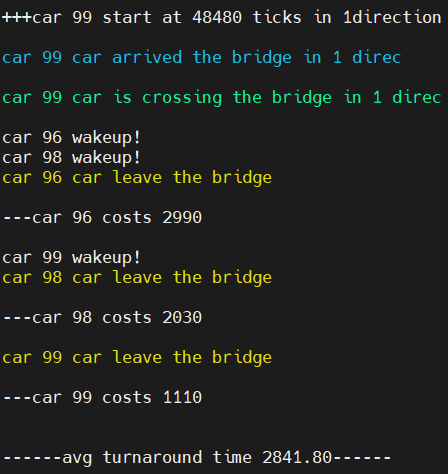 +++car 99 start at 48480 ticks in 1direction
car 99 car arrived the bridge in 1 direc
car 99 car is crossing the bridge in 1 direc
car 96 wakeup!
car 98 wakeup!
car 96 car leave the bridge
---car 96 costs 2990
car 99 wakeup!
car 98 car leave the bridge
---car 98 costs 2030
car 99 car leave the bridge
---car 99 costs 1110
------avg turnaround time 2841.80------